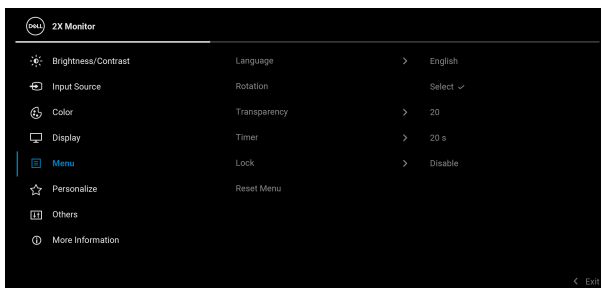 DELL 2X Monitor
Brightness/Contrast Language > English
Input Source Rotation Select ✓
Color Transparency > 20
Display Timer > 20 s
Menu Lock > Disable
Personalize Reset Menu
Others
More Information
< Exit